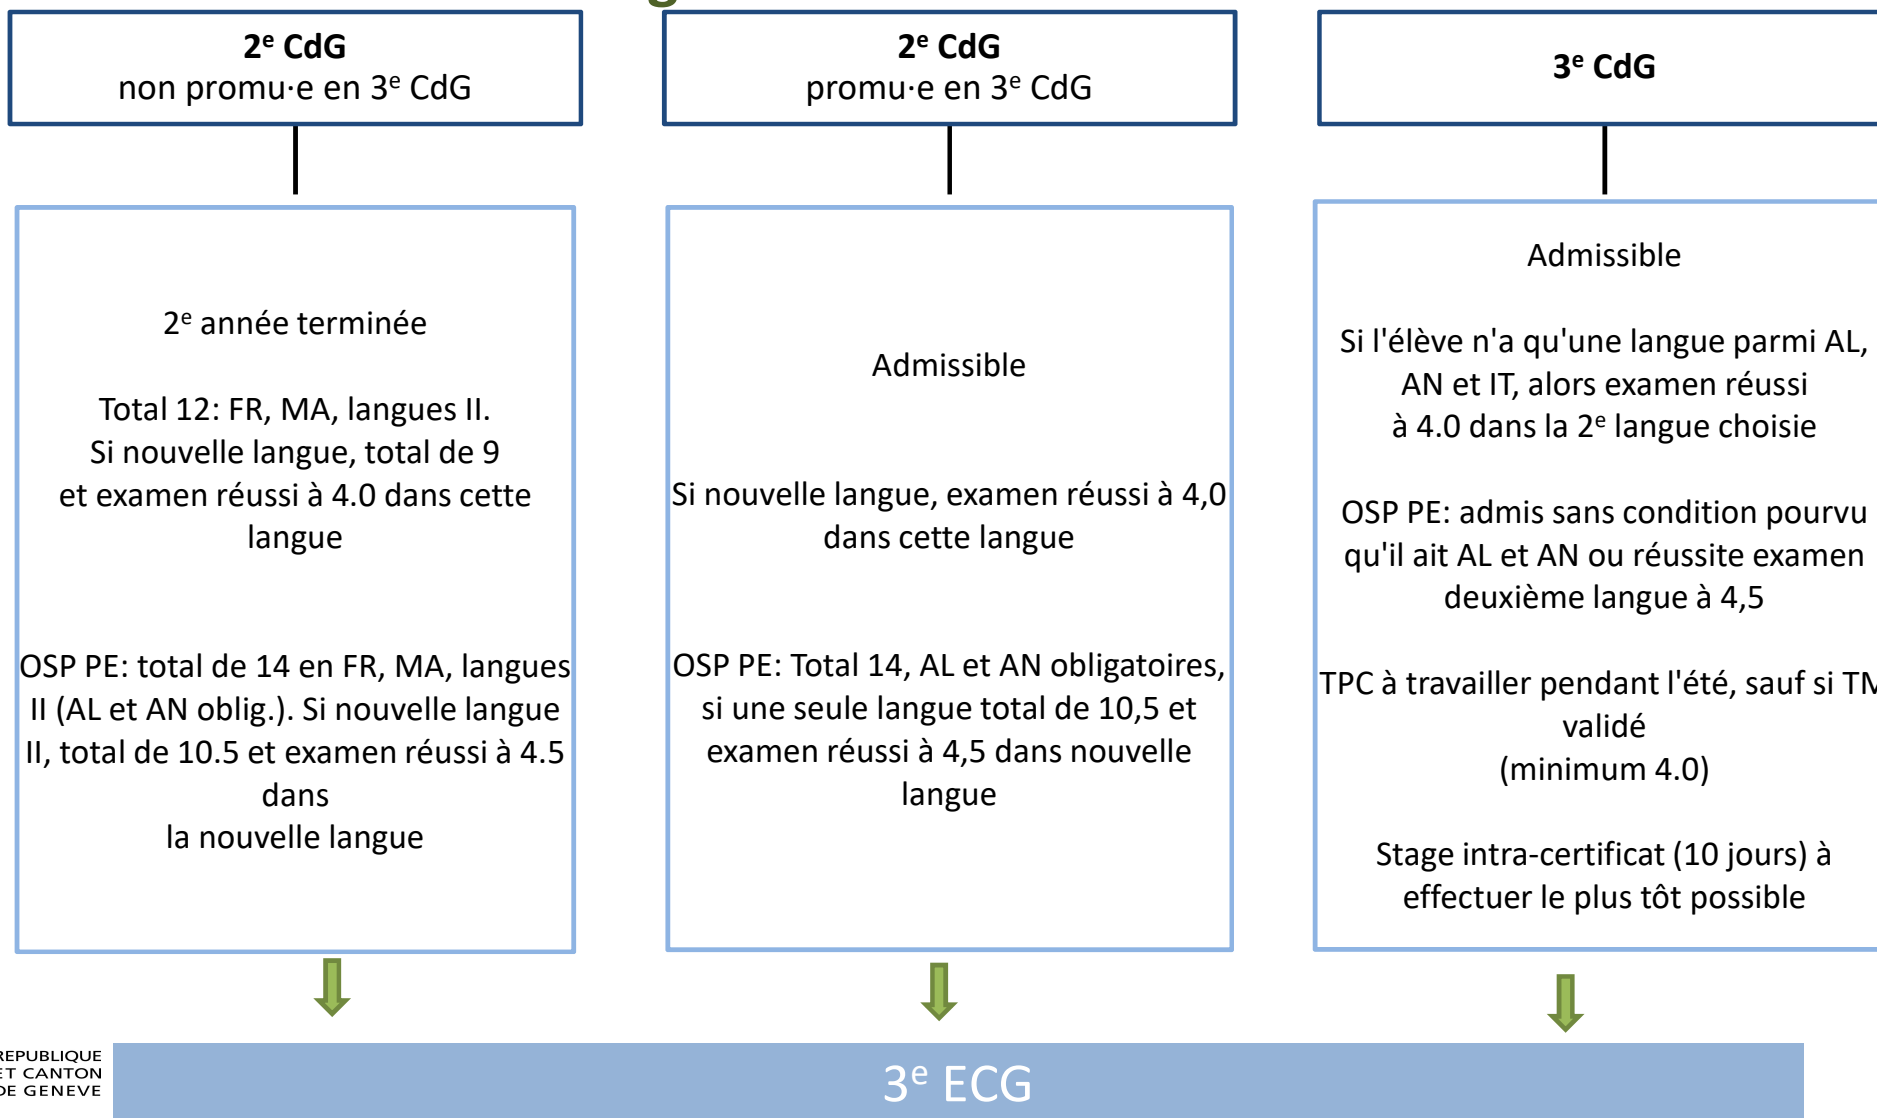 2e CdG
non promu·e en 3e CdG
2e CdG
promu·e en 3e CdG
3e CdG
2e année terminée
Total 12: FR, MA, langues II.
Si nouvelle langue, total de 9
et examen réussi à 4.0 dans cette
langue
OSP PE: total de 14 en FR, MA, langues
II (AL et AN oblig.). Si nouvelle langue
II, total de 10.5 et examen réussi à 4.5
dans
la nouvelle langue
Admissible
Si nouvelle langue, examen réussi à 4,0
dans cette langue
OSP PE: Total 14, AL et AN obligatoires,
si une seule langue total de 10,5 et
examen réussi à 4,5 dans nouvelle
langue
Admissible
Si l'élève n'a qu'une langue parmi AL,
AN et IT, alors examen réussi
à 4.0 dans la 2e langue choisie
OSP PE: admis sans condition pourvu
qu'il ait AL et AN ou réussite examen
deuxième langue à 4,5
TPC à travailler pendant l'été, sauf si TM
validé
(minimum 4.0)
Stage intra-certificat (10 jours) à
effectuer le plus tôt possible
REPUBLIQUE
ET CANTON
DE GENEVE
3e ECG